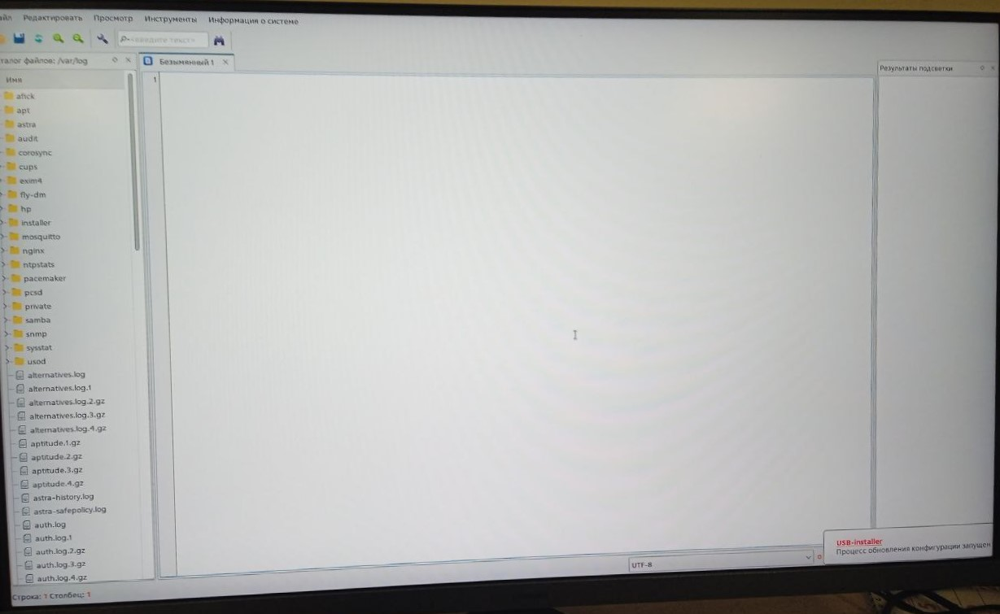 айл Редактировать Просмотр Инструменты Информация о системе
<введите текст>
талог файлов: /var/log
Безымянный 1
Результаты подсветки
Имя
1
afick
apt
astra
audit
corosync
cups
exim4
fly-dm
hp
installer
mosquitto
nginx
ntpstats
pacemaker
pcsd
private
samba
snmp
sysstat
usod
alternatives.log
alternatives.log.1
alternatives.log.2.gz
alternatives.log.3.gz
alternatives.log.4.gz
aptitude.1.gz
aptitude.2.gz
aptitude.3.gz
aptitude.4.gz
astra-history.log
astra-safepolicy.log
auth.log
auth.log.1
auth.log.2.gz
auth.log.3.gz
auth.log.4.gz
USB-installer
Процесс обновления конфигурации запущен
UTF-8
Строка: 1 Столбец: 1